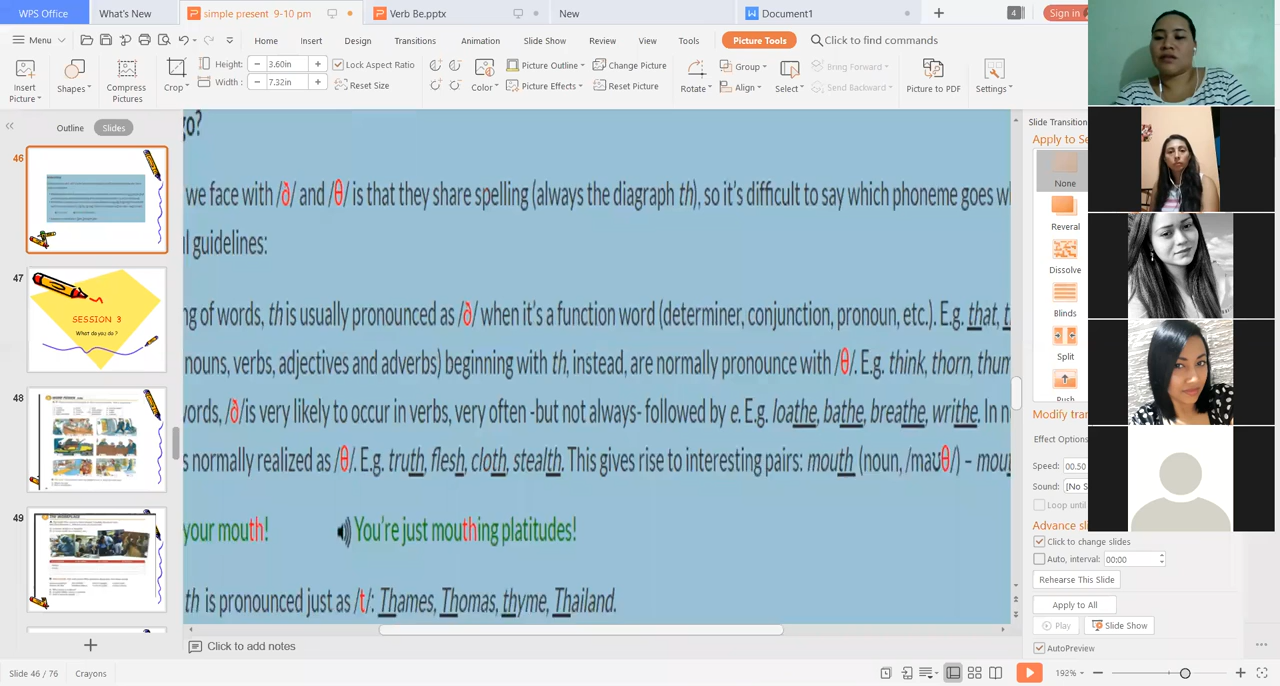 WPS Office
What's New
simple present 9-10 pm
Verb Be.pptx
New
Document1
4
Sign in
Menu
Home
Insert
Design
Transitions
Animation
Slide Show
Review
View
Tools
Picture Tools
Click to find commands
Insert Picture
Shapes
Compress Pictures
Crop
Height: 3.60in
Width : 7.32in
Lock Aspect Ratio
Reset Size
Color
Picture Outline
Picture Effects
Change Picture
Reset Picture
Rotate
Group
Align
Select
Bring Forward
Send Backward
Picture to PDF
Settings
Outline
Slides
46
47
SESSION 3
What do you do ?
48
49
go?
we face with /ð/ and /θ/ is that they share spelling (always the diagraph th), so it's difficult to say which phoneme goes
guidelines:
of words, th is usually pronounced as /ð/ when it's a function word (determiner, conjunction, pronoun, etc.). E.g. that,
nouns, verbs, adjectives and adverbs) beginning with th, instead, are normally pronounce with /θ/. E.g. think, thorn,
/ð/ is very likely to occur in verbs, very often -but not always- followed by e. E.g. loathe, bathe, breathe, writhe. In
normally realized as /θ/. E.g. truth, flesh, cloth, stealth. This gives rise to interesting pairs: mouth (noun, /maʊθ/) –
your mouth!
You're just mouthing platitudes!
th is pronounced just as /t/: Thames, Thomas, thyme, Thailand.
Click to add notes
Slide Transition
Apply to
None
Reveral
Dissolve
Blinds
Split
Push
Modify
Effect Options
Speed: 00.50
Sound:
Loop until
Advance
Click to change slides
Auto, interval: 00:00
Rehearse This Slide
Apply to All
Play
Slide Show
AutoPreview
Slide 46 / 76
Crayons
192%